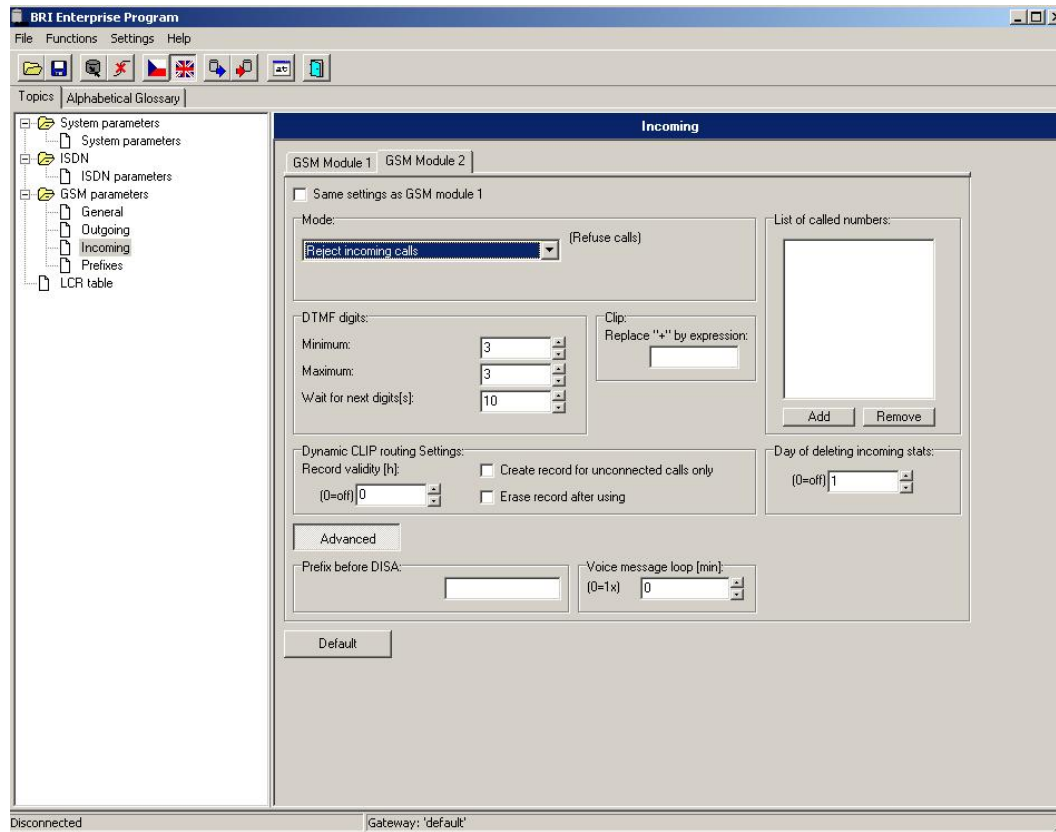 BRI Enterprise Program
File Functions Settings Help
at
Topics Alphabetical Glossary
System parameters
System parameters
ISDN
ISDN parameters
GSM parameters
General
Outgoing
Incoming
Prefixes
LCR table
Incoming
GSM Module 1 GSM Module 2
Same settings as GSM module 1
Mode:
Reject incoming calls
(Refuse calls)
List of called numbers:
Add Remove
DTMF digits:
Minimum: 3
Maximum: 3
Wait for next digits[s]: 10
Clip:
Replace "+" by expression:
Dynamic CLIP routing Settings:
Record validity [h]:
(0=off) 0
Create record for unconnected calls only
Erase record after using
Day of deleting incoming stats:
(0=off) 1
Advanced
Prefix before DISA:
Voice message loop [min]:
(0=1x) 0
Default
Disconnected Gateway: 'default'